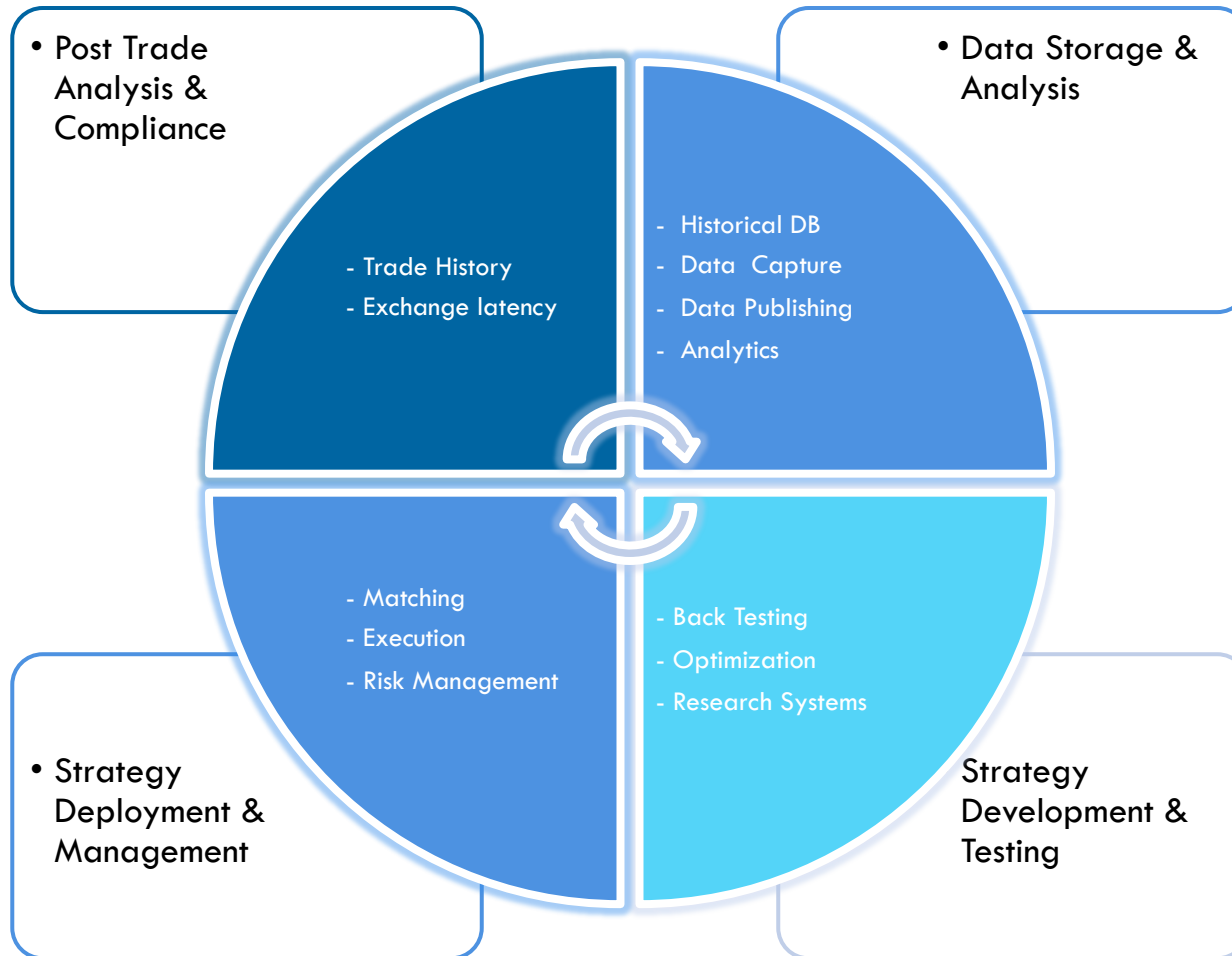 • Post Trade
Analysis &
Compliance
• Data Storage &
Analysis
- Trade History
- Exchange latency
- Historical DB
- Data Capture
- Data Publishing
- Analytics
- Matching
- Execution
- Risk Management
- Back Testing
- Optimization
- Research Systems
• Strategy
Deployment &
Management
Strategy
Development &
Testing